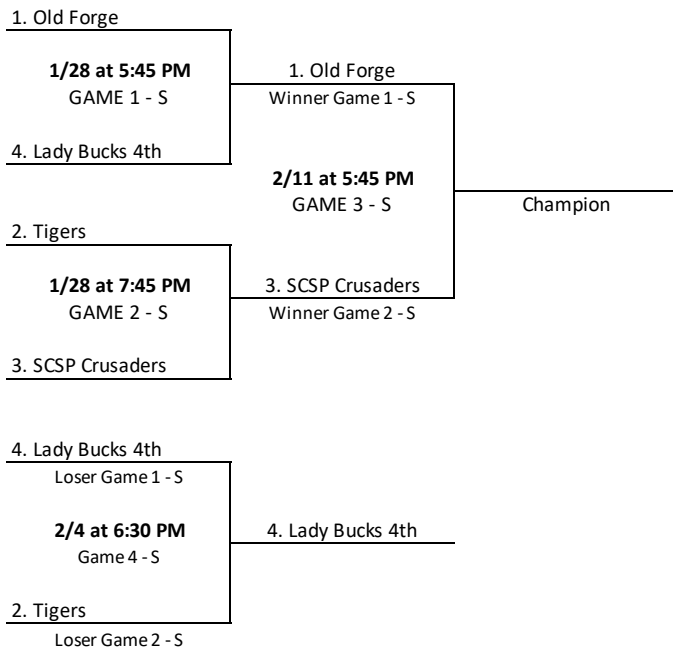 1. Old Forge
1/28 at 5:45 PM
GAME 1 - S
1. Old Forge
Winner Game 1 - S
4. Lady Bucks 4th
2/11 at 5:45 PM
GAME 3 - S
Champion
2. Tigers
1/28 at 7:45 PM
GAME 2 - S
3. SCSP Crusaders
Winner Game 2 - S
3. SCSP Crusaders
4. Lady Bucks 4th
Loser Game 1 - S
2/4 at 6:30 PM
Game 4 - S
4. Lady Bucks 4th
2. Tigers
Loser Game 2 - S